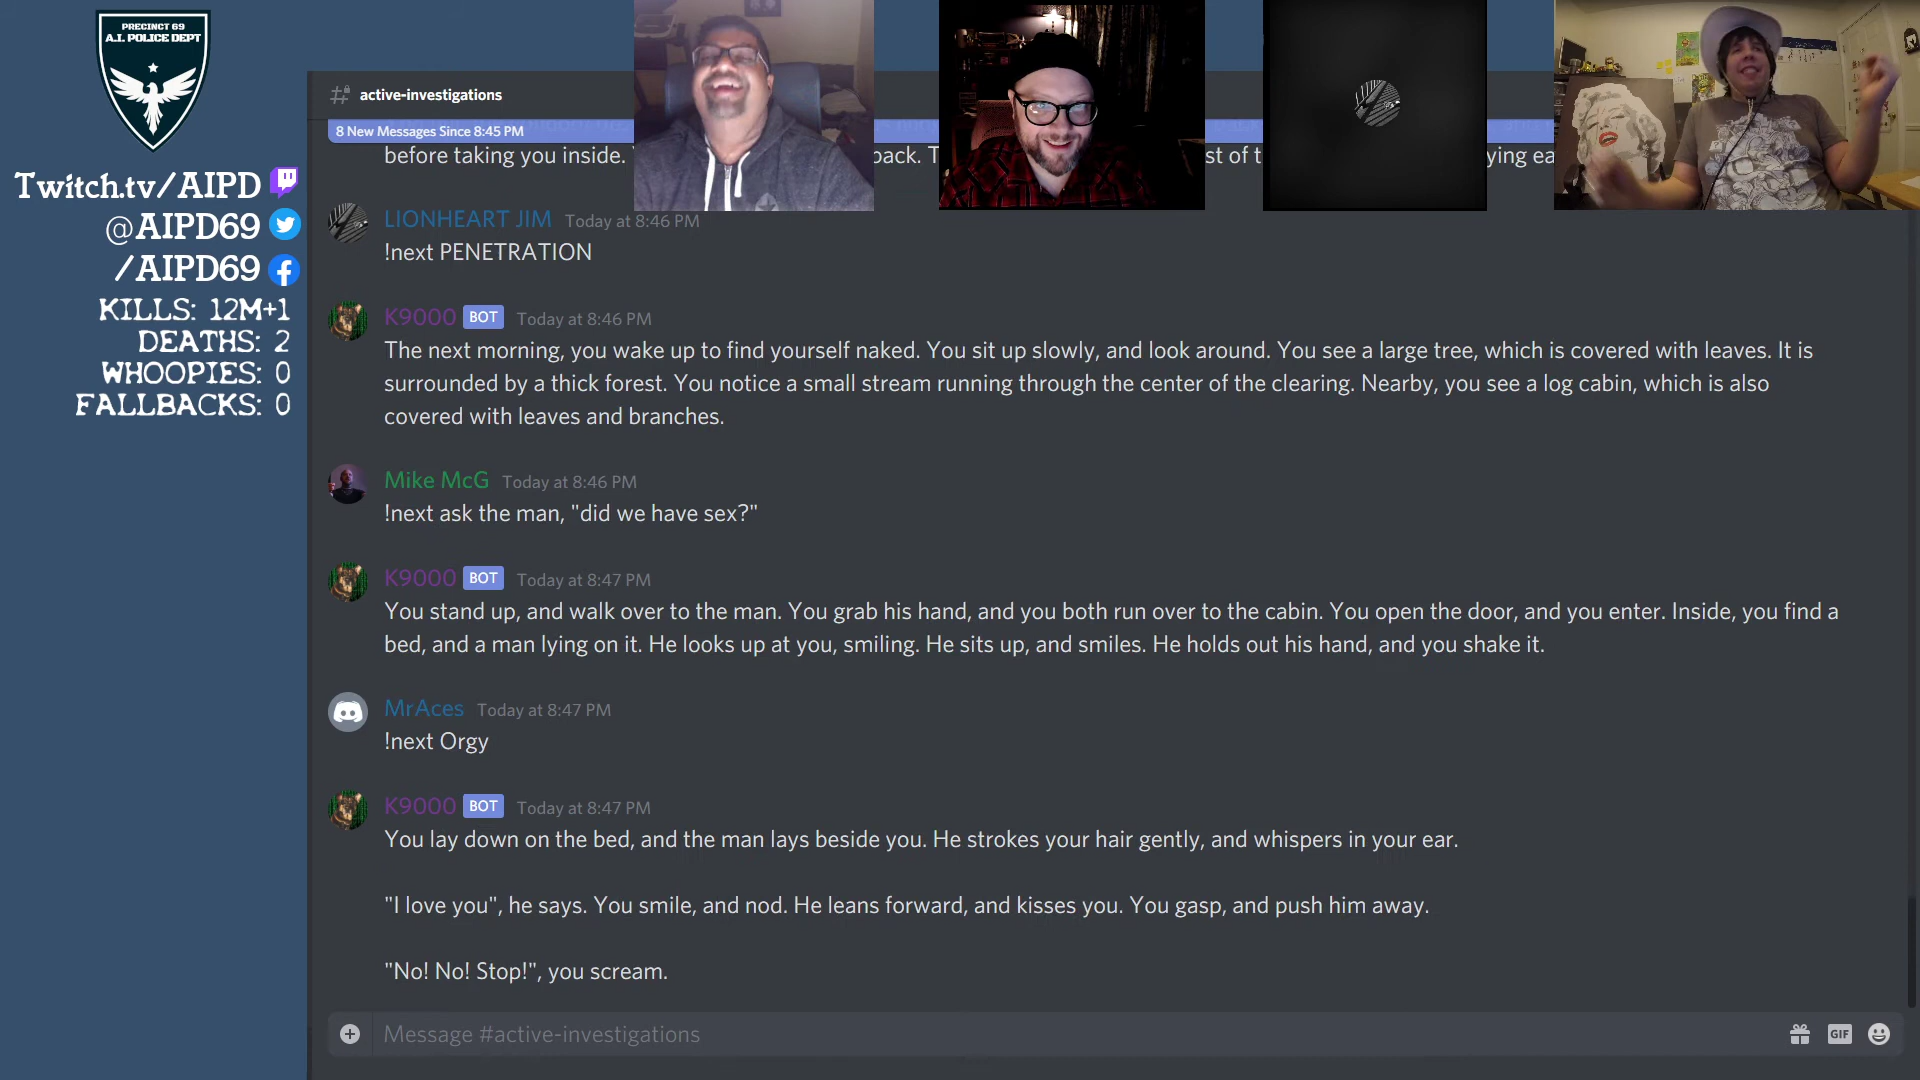 PRECINCT 69
A.I. POLICE DEPT
Twitch.tv/AIPD
@AIPD69
/AIPD69
KILLS: 12M+1
DEATHS: 2
WHOOPIES: 0
FALLBACKS: 0
active-investigations
8 New Messages Since 8:45 PM
before taking you inside.
LIONHEART JIM Today at 8:46 PM
!next PENETRATION
K9000 BOT Today at 8:46 PM
The next morning, you wake up to find yourself naked. You sit up slowly, and look around. You see a large tree, which is covered with leaves. It is
surrounded by a thick forest. You notice a small stream running through the center of the clearing. Nearby, you see a log cabin, which is also
covered with leaves and branches.
Mike McG Today at 8:46 PM
!next ask the man, "did we have sex?"
K9000 BOT Today at 8:47 PM
You stand up, and walk over to the man. You grab his hand, and you both run over to the cabin. You open the door, and you enter. Inside, you find a
bed, and a man lying on it. He looks up at you, smiling. He sits up, and smiles. He holds out his hand, and you shake it.
MrAces Today at 8:47 PM
!next Orgy
K9000 BOT Today at 8:47 PM
You lay down on the bed, and the man lays beside you. He strokes your hair gently, and whispers in your ear.
"I love you", he says. You smile, and nod. He leans forward, and kisses you. You gasp, and push him away.
"No! No! Stop!", you scream.
Message #active-investigations
GIF